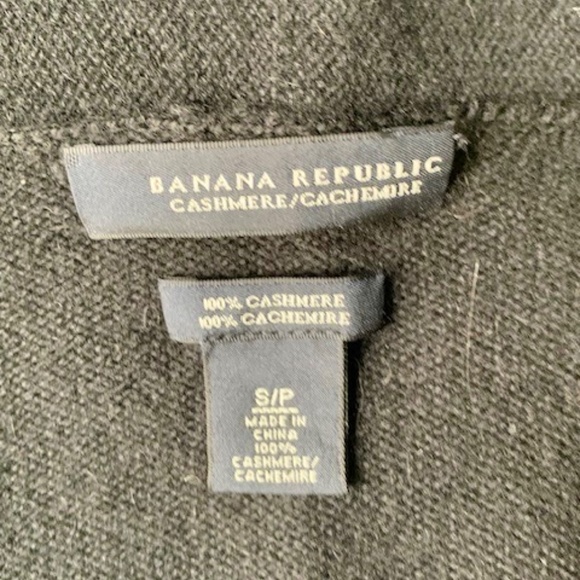 BANANA REPUBLIC
CASHMERE/CACHEMIRE
100% CASHMERE
100% CACHEMIRE
S/P
MADE IN
CHINA
100%
CASHMERE/
CACHEMIRE